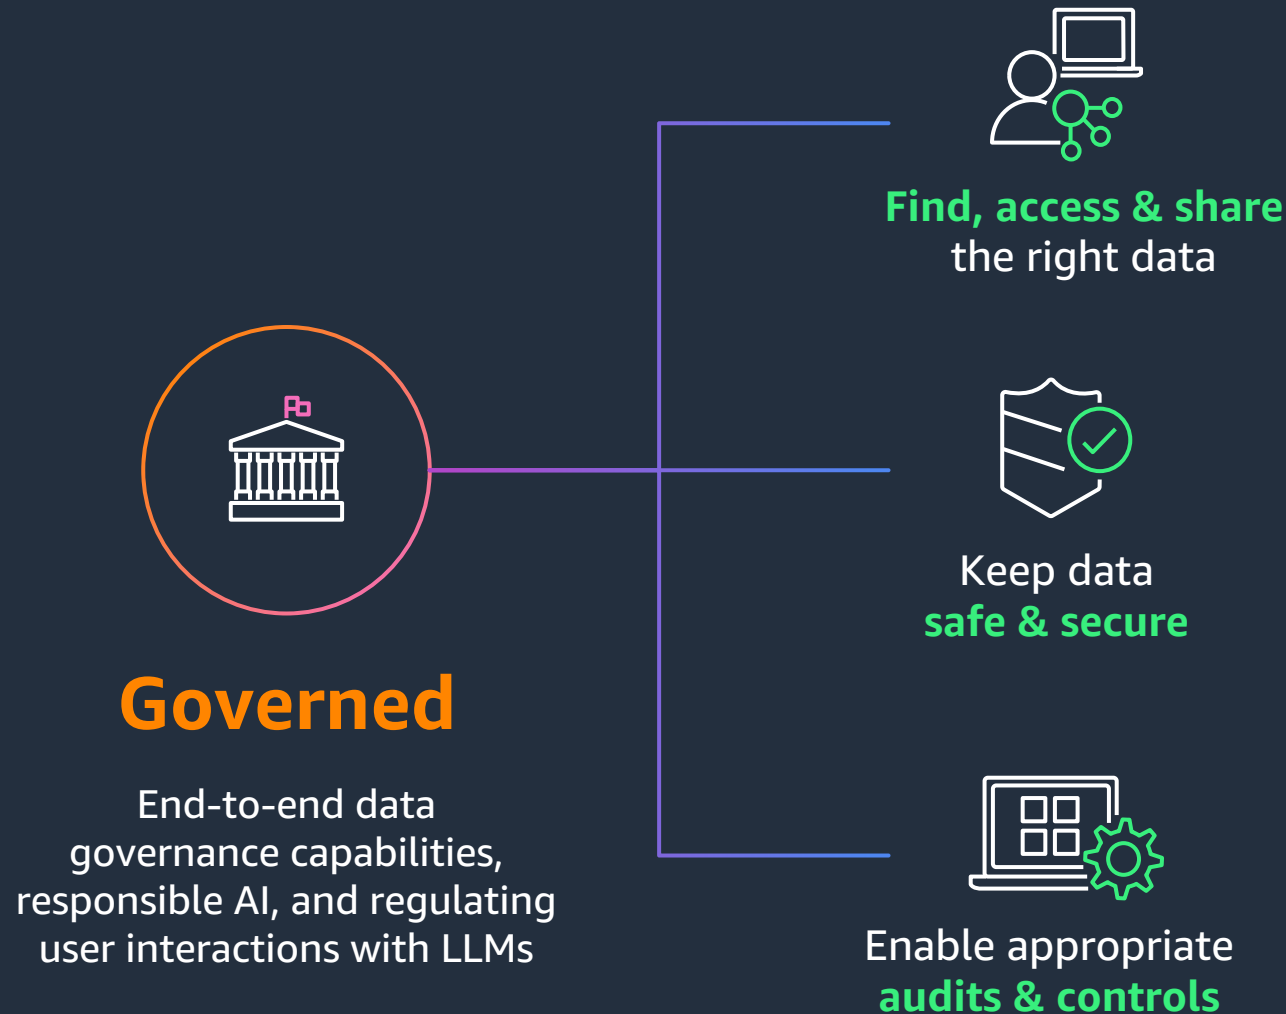 Find, access & share
the right data
Keep data
safe & secure
Governed
End-to-end data
governance capabilities,
responsible AI, and regulating
user interactions with LLMs
Enable appropriate
audits & controls